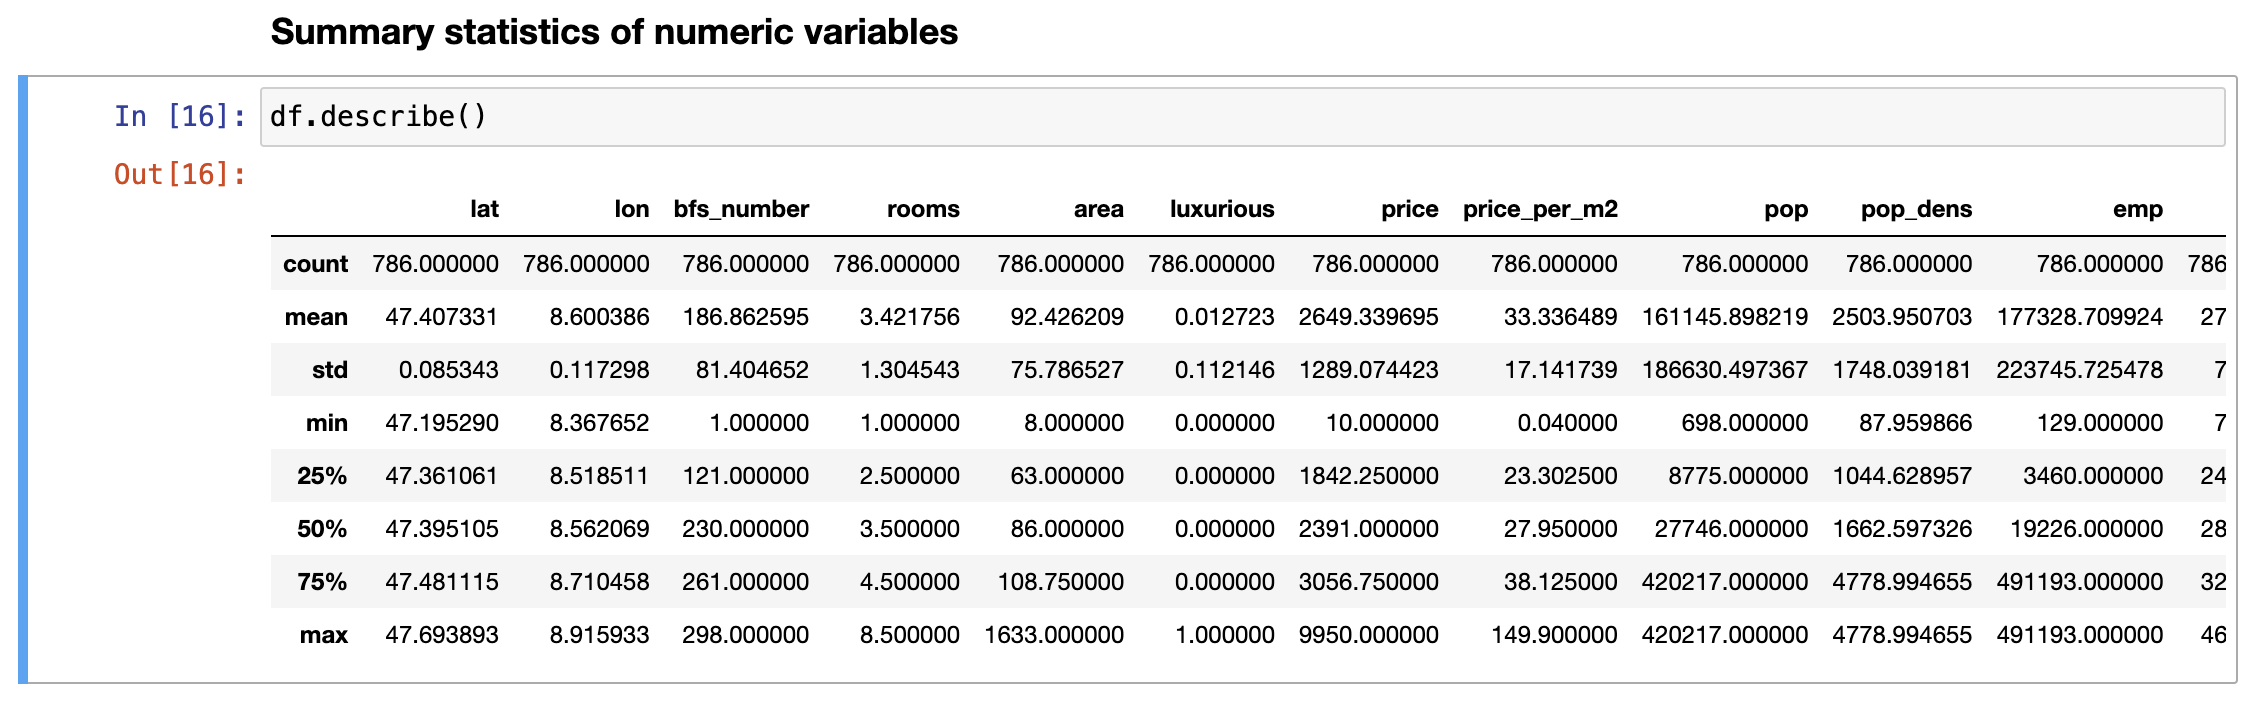 Summary statistics of numeric variables
In [16]: df.describe()
Out[16]:
lat lon bfs_number rooms area luxurious price price_per_m2 pop pop_dens emp
count 786.000000 786.000000 786.000000 786.000000 786.000000 786.000000 786.000000 786.000000 786.000000 786.000000 786.000000 786
mean 47.407331 8.600386 186.862595 3.421756 92.426209 0.012723 2649.339695 33.336489 161145.898219 2503.950703 177328.709924 27
std 0.085343 0.117298 81.404652 1.304543 75.786527 0.112146 1289.074423 17.141739 186630.497367 1748.039181 223745.725478 7
min 47.195290 8.367652 1.000000 1.000000 8.000000 0.000000 10.000000 0.040000 698.000000 87.959866 129.000000 7
25% 47.361061 8.518511 121.000000 2.500000 63.000000 0.000000 1842.250000 23.302500 8775.000000 1044.628957 3460.000000 24
50% 47.395105 8.562069 230.000000 3.500000 86.000000 0.000000 2391.000000 27.950000 27746.000000 1662.597326 19226.000000 28
75% 47.481115 8.710458 261.000000 4.500000 108.750000 0.000000 3056.750000 38.125000 420217.000000 4778.994655 491193.000000 32
max 47.693893 8.915933 298.000000 8.500000 1633.000000 1.000000 9950.000000 149.900000 420217.000000 4778.994655 491193.000000 46